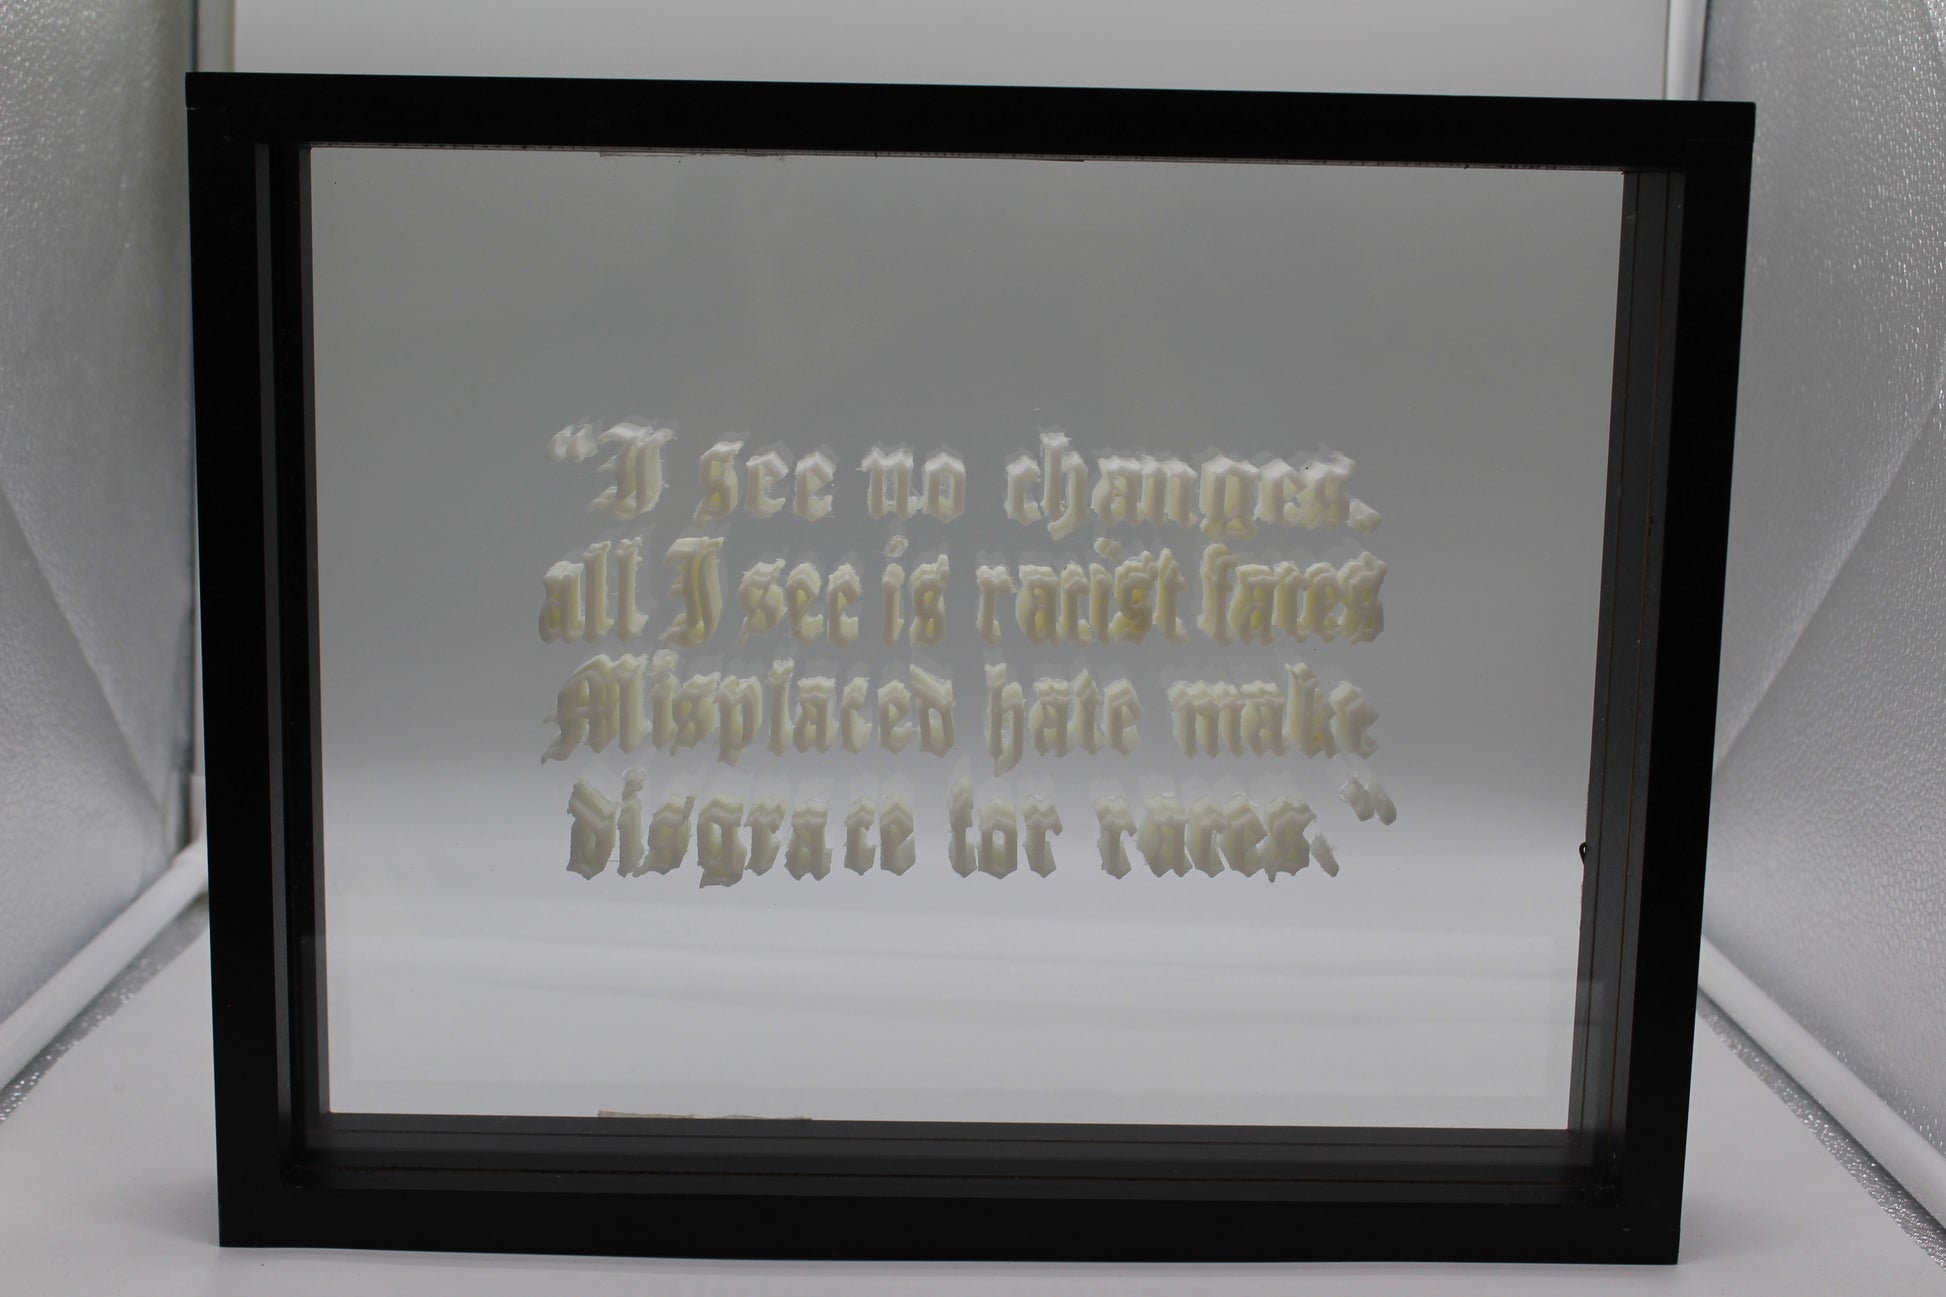 “I see no changes.
all I see is racist faces
Misplaced hate make
disgrace for races.”